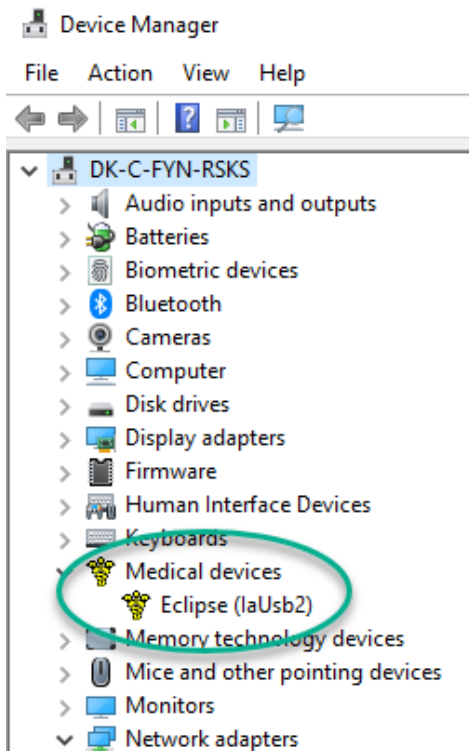 Device Manager
File Action View Help
DK-C-FYN-RSKS
Audio inputs and outputs
Batteries
Biometric devices
Bluetooth
Cameras
Computer
Disk drives
Display adapters
Firmware
Human Interface Devices
Keyboards
Medical devices
Eclipse (IaUsb2)
Memory technology devices
Mice and other pointing devices
Monitors
Network adapters